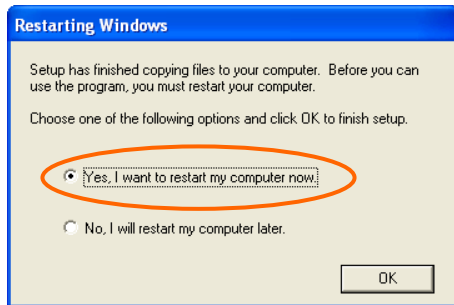 Restarting Windows
Setup has finished copying files to your computer. Before you can
use the program, you must restart your computer.
Choose one of the following options and click OK to finish setup.
Yes, I want to restart my computer now.
No, I will restart my computer later.
OK